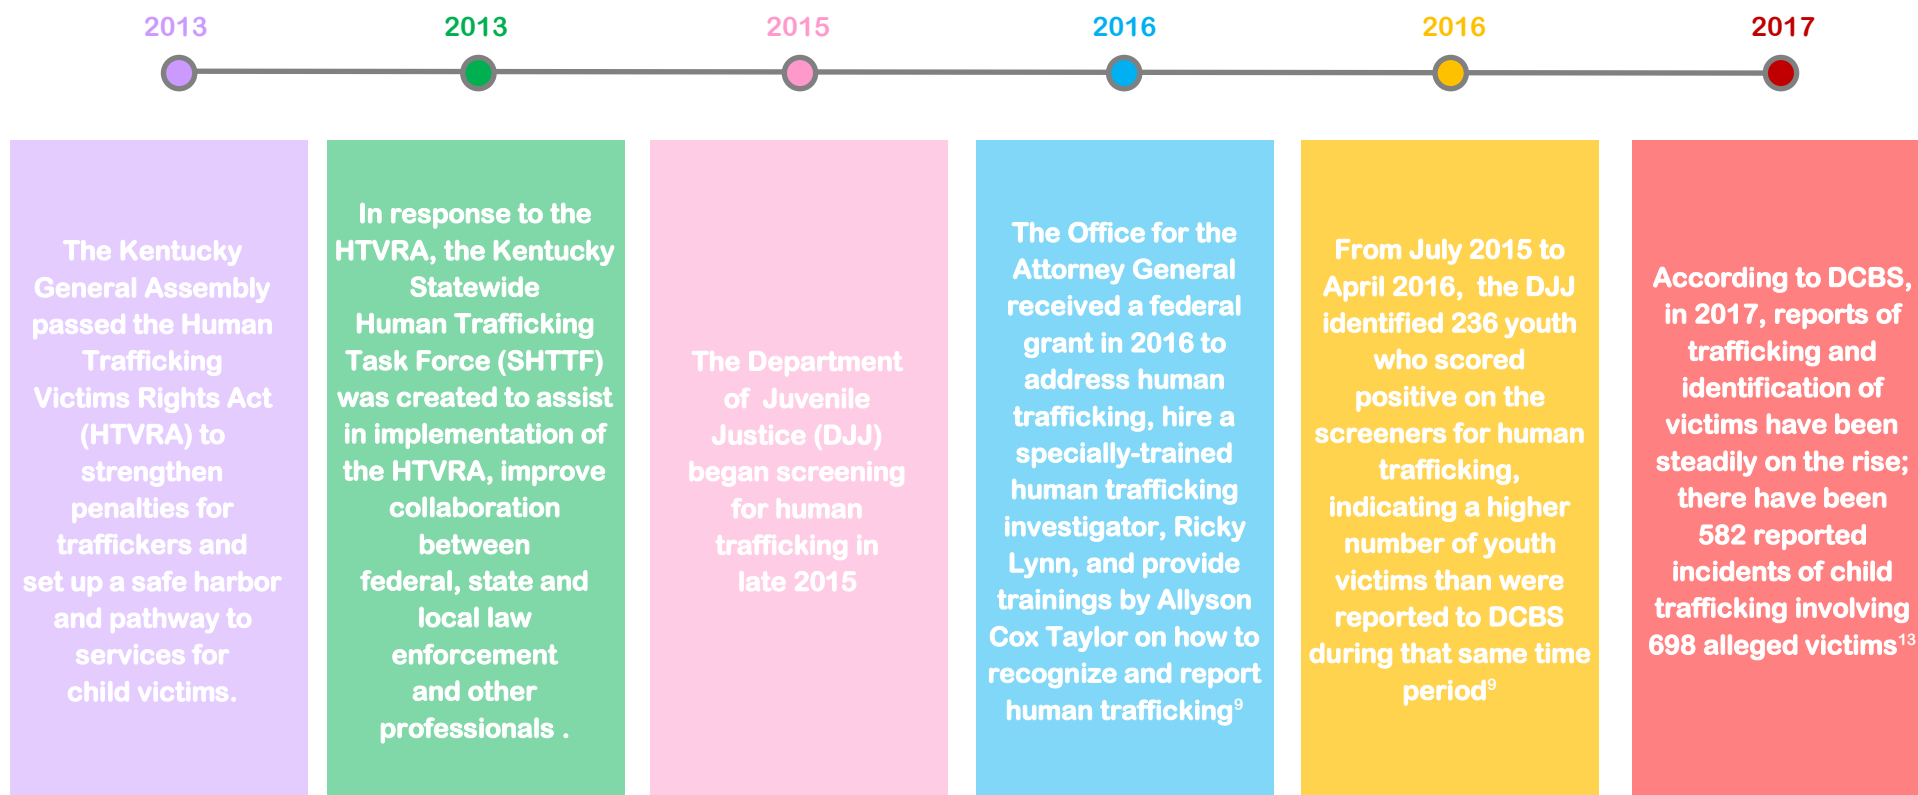 2013
2013
2015
2016
2016
2017
The Kentucky
General Assembly
passed the Human
Trafficking
Victims Rights Act
(HTVRA) to
strengthen
penalties for
traffickers and
set up a safe harbor
and pathway to
services for
child victims.
In response to the
HTVRA, the Kentucky
Statewide
Human Trafficking
Task Force (SHTTF)
was created to assist
in implementation of
the HTVRA, improve
collaboration
between
federal, state and
local law
enforcement
and other
professionals .
The Department
of  Juvenile
Justice (DJJ)
began screening
for human
trafficking in
late 2015
The Office for the
Attorney General
received a federal
grant in 2016 to
address human
trafficking, hire a
specially-trained
human trafficking
investigator, Ricky
Lynn, and provide
trainings by Allyson
Cox Taylor on how to
recognize and report
human trafficking⁹
From July 2015 to
April 2016,  the DJJ
identified 236 youth
who scored
positive on the
screeners for human
trafficking,
indicating a higher
number of youth
victims than were
reported to DCBS
during that same time
period⁹
According to DCBS,
in 2017, reports of
trafficking and
identification of
victims have been
steadily on the rise;
there have been
582 reported
incidents of child
trafficking involving
698 alleged victims¹³